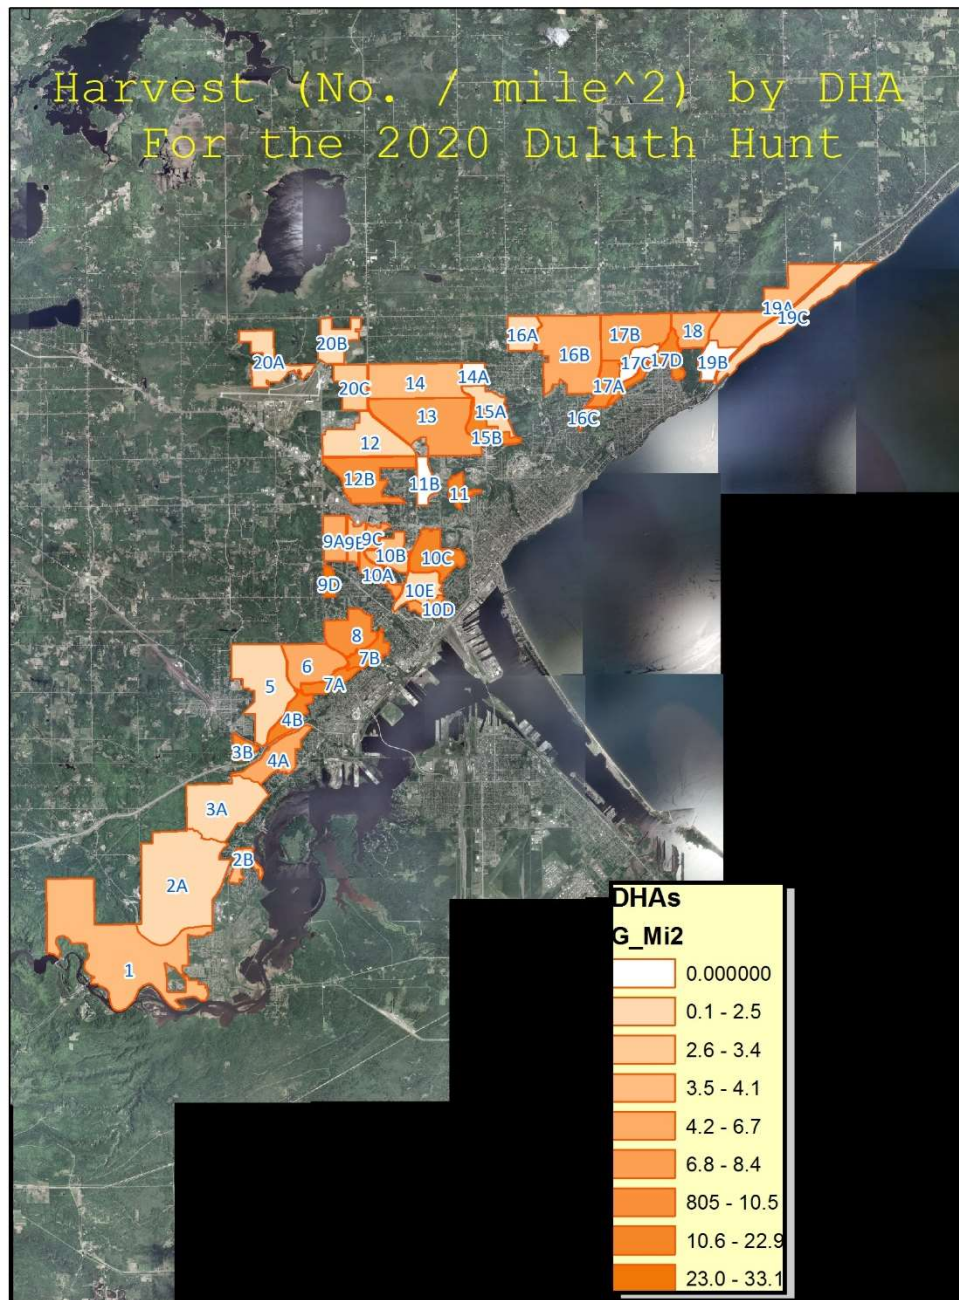 Harvest (No. / mile^2) by DHA
For the 2020 Duluth Hunt
19A
19C
16A
17B
18
20B
20A
16B
17C
17D
19B
20C
14
14A
17A
13
15A
16C
12
15B
12B
11B
11
9A
9B
9C
10B
10C
10A
9D
10E
10D
8
7B
6
7A
5
4B
3B
4A
3A
2B
2A
1
DHAs
G_Mi2
0.000000
0.1 - 2.5
2.6 - 3.4
3.5 - 4.1
4.2 - 6.7
6.8 - 8.4
805 - 10.5
10.6 - 22.9
23.0 - 33.1